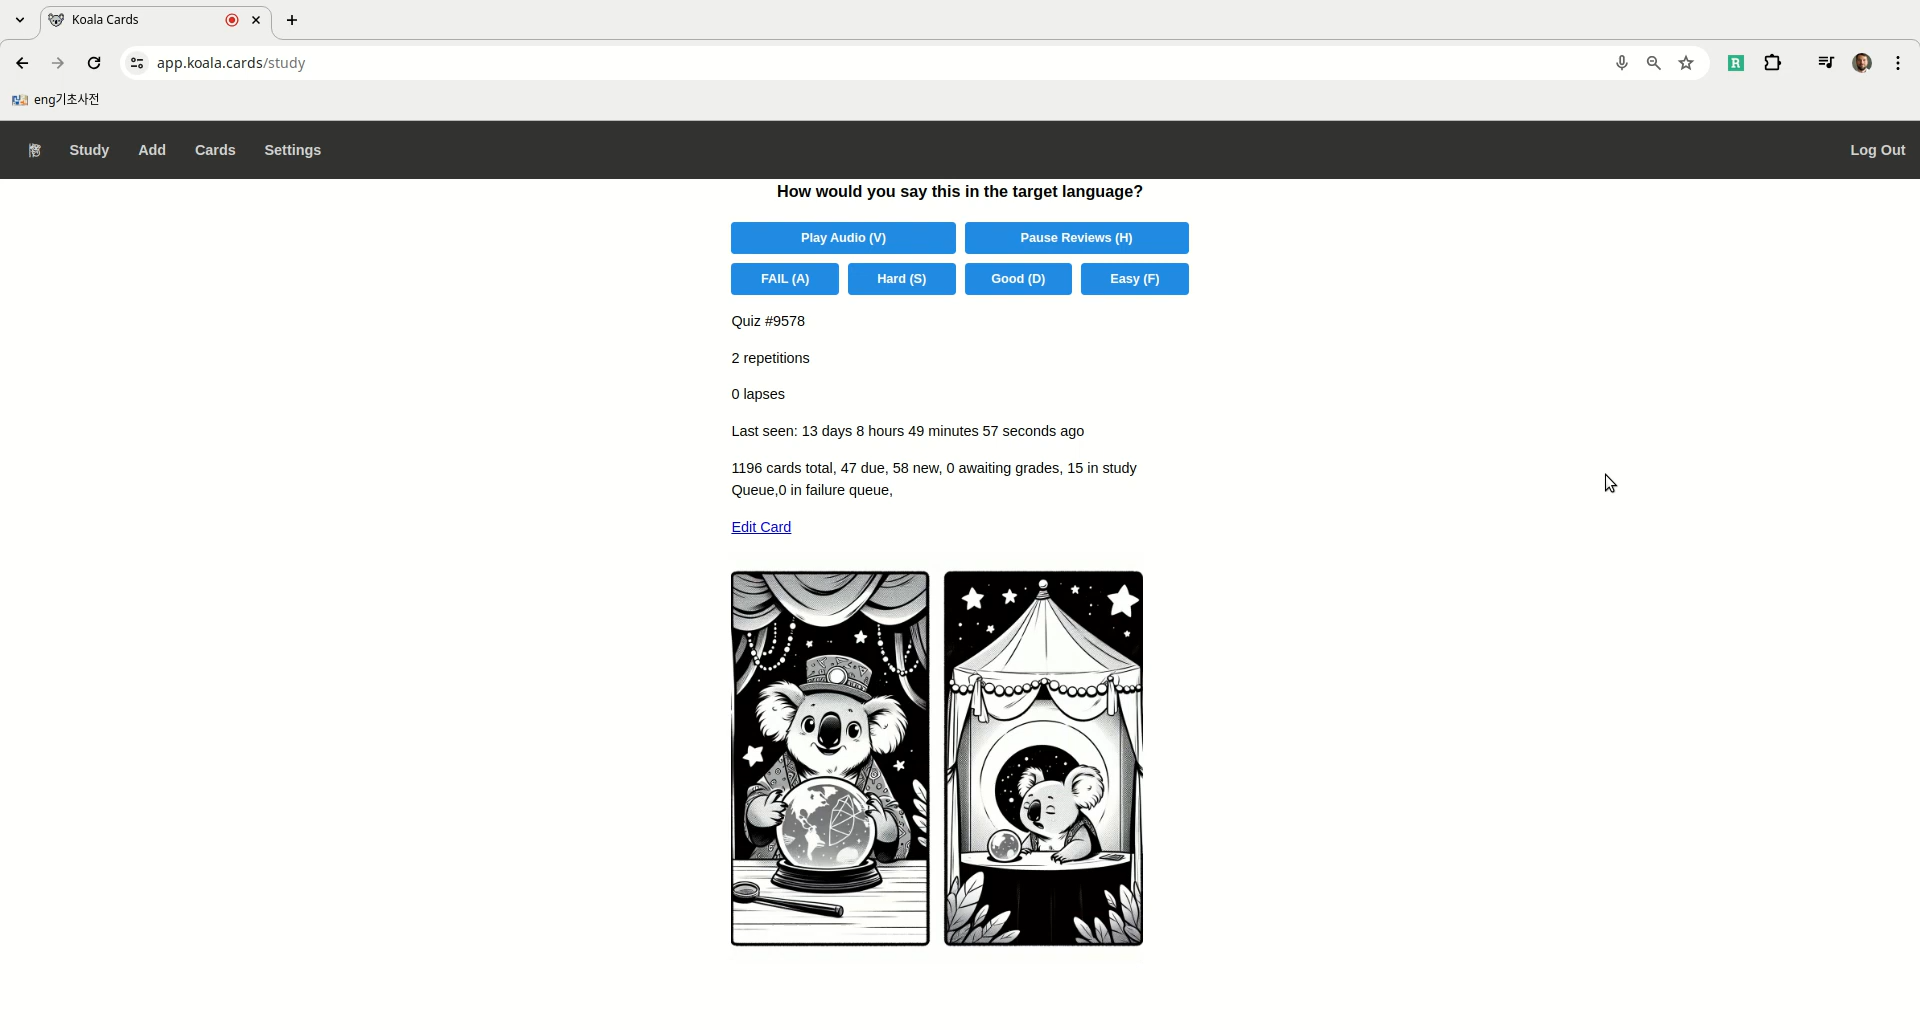 Koala Cards
app.koala.cards/study
R
eng기초사전
Study Add Cards Settings Log Out
How would you say this in the target language?
Play Audio (V) Pause Reviews (H)
FAIL (A) Hard (S) Good (D) Easy (F)
Quiz #9578
2 repetitions
0 lapses
Last seen: 13 days 8 hours 49 minutes 57 seconds ago
1196 cards total, 47 due, 58 new, 0 awaiting grades, 15 in study
Queue,0 in failure queue,
Edit Card